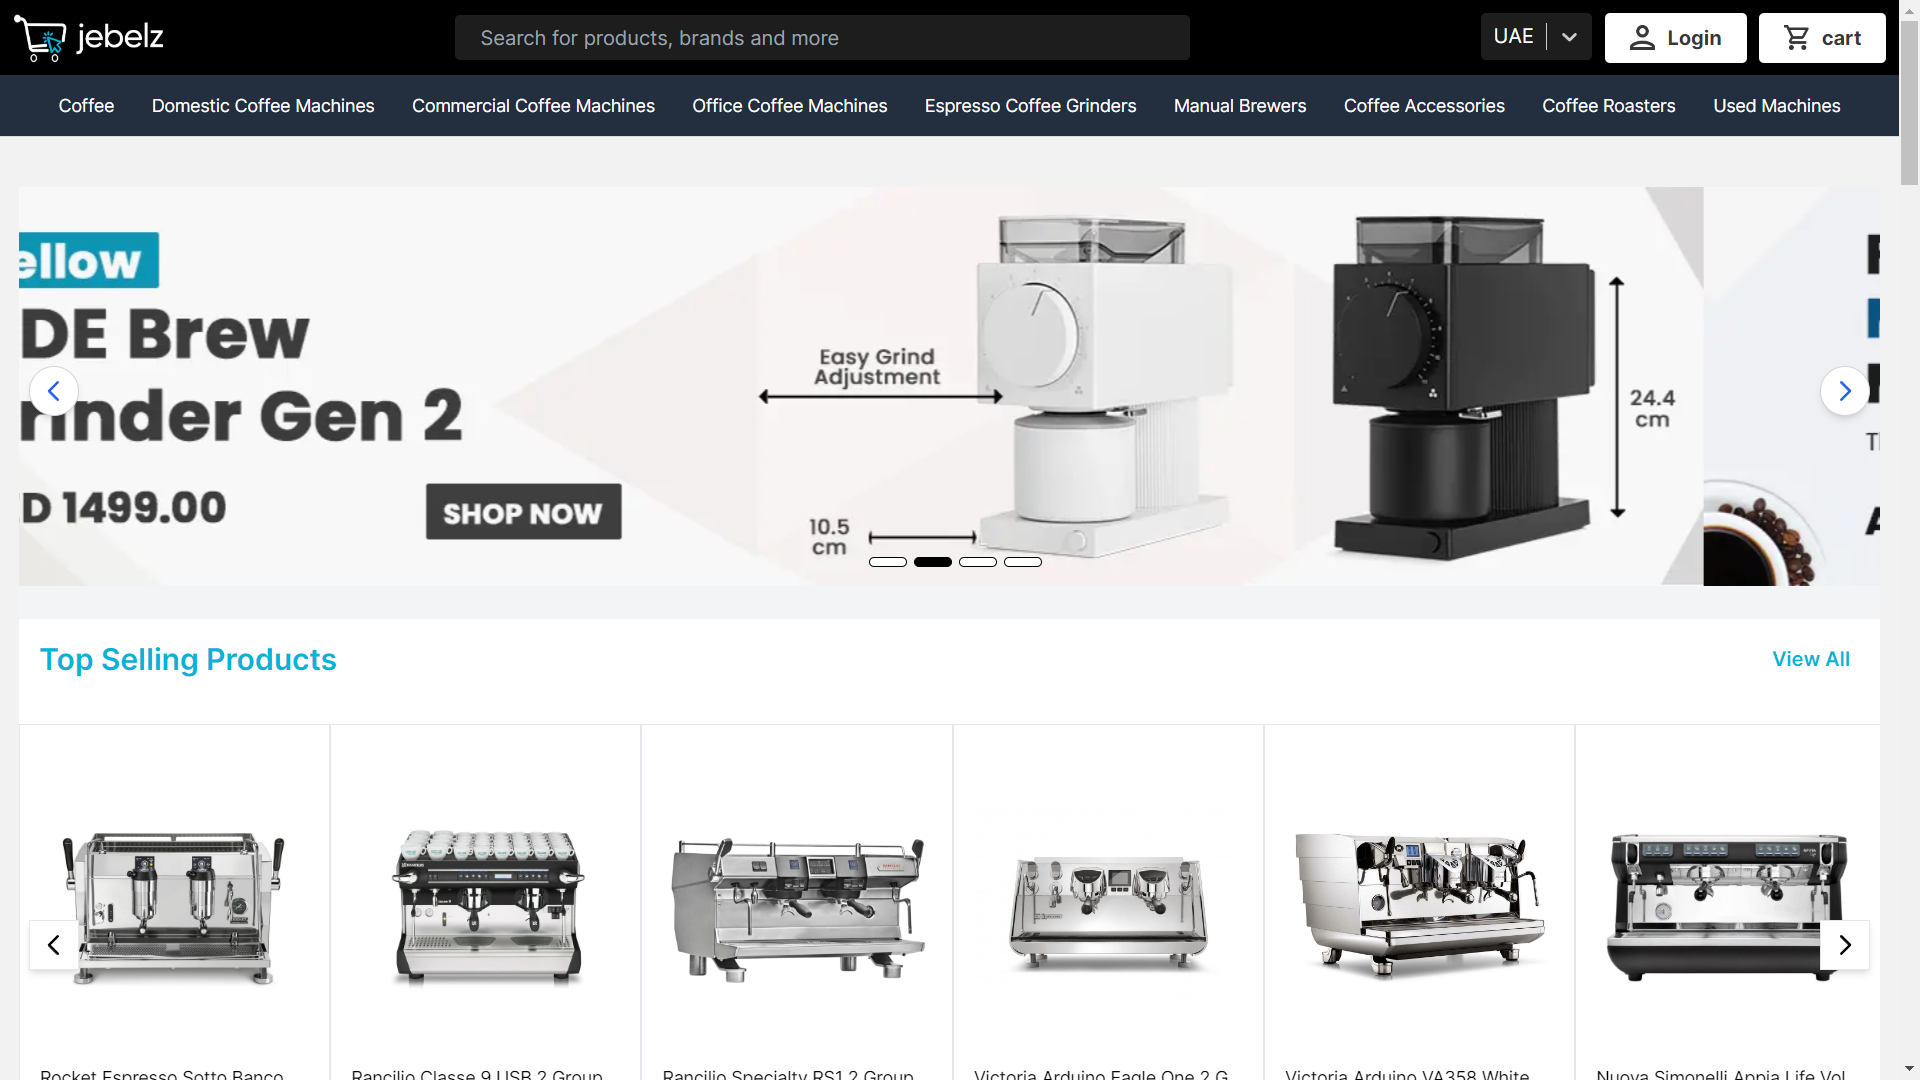 jebelz
Search for products, brands and more
UAE
Login
cart
Coffee
Domestic Coffee Machines
Commercial Coffee Machines
Office Coffee Machines
Espresso Coffee Grinders
Manual Brewers
Coffee Accessories
Coffee Roasters
Used Machines
ellow
DE Brew
rinder Gen 2
D 1499.00
SHOP NOW
Easy Grind
Adjustment
10.5
cm
24.4
cm
Top Selling Products
View All
Rocket Espresso Sotto Banco
Rancilio Classe 9 USB 2 Group
Rancilio Specialty RS1 2 Group
Victoria Arduino Eagle One 2 G
Victoria Arduino VA358 White
Nuova Simonelli Appia Life Vol